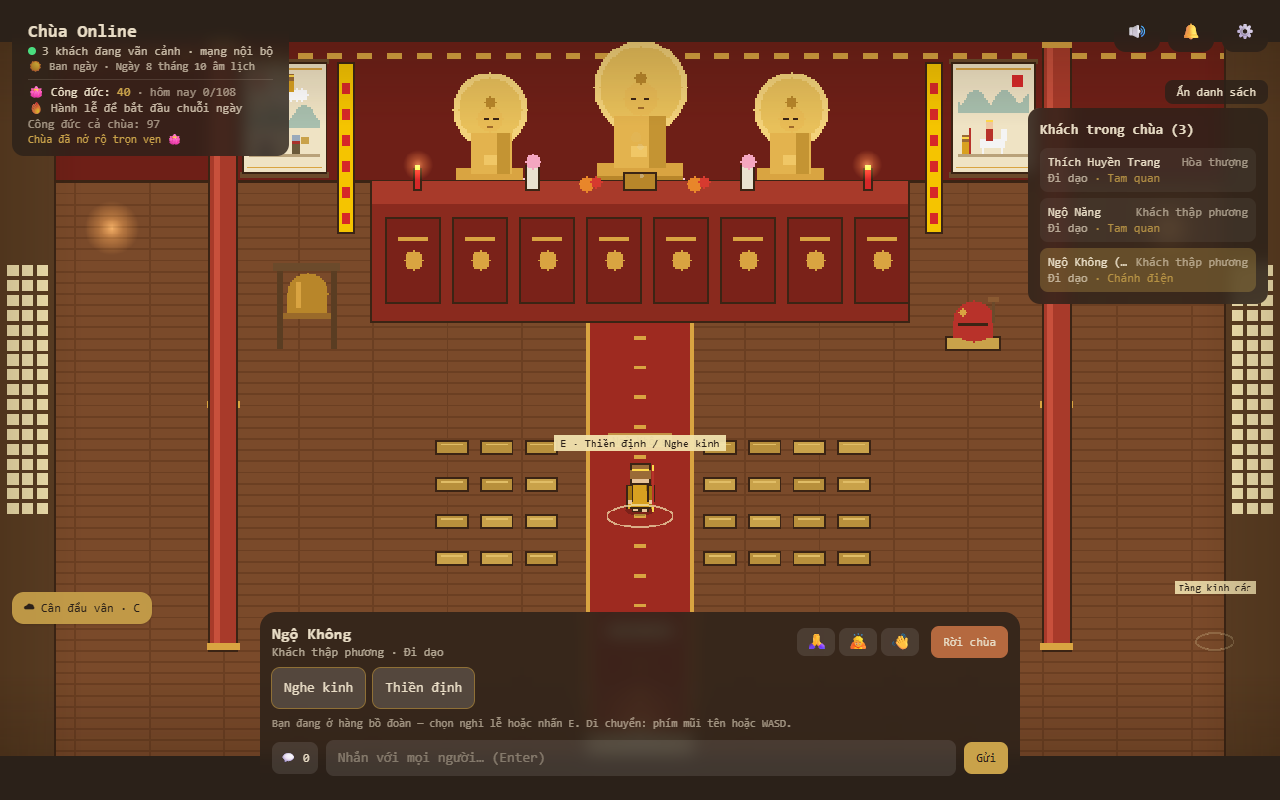 Chùa Online
3 khách đang vãn cảnh · mạng nội bộ
Ban ngày · Ngày 8 tháng 10 âm lịch
Công đức: 40 · hôm nay 0/108
Hành lễ để bắt đầu chuỗi ngày
Công đức cả chùa: 97
Chùa đã nở rộ trọn vẹn
Ẩn danh sách
Khách trong chùa (3)
Thích Huyền Trang Hòa thượng
Đi dạo · Tam quan
Ngộ Năng Khách thập phương
Đi dạo · Tam quan
Ngộ Không (… Khách thập phương
Đi dạo · Chánh điện
E · Thiền định / Nghe kinh
Cân đẩu vân · C
Tàng kinh các
Ngộ Không
Khách thập phương · Đi dạo
Rời chùa
Nghe kinh
Thiền định
Bạn đang ở hàng bồ đoàn — chọn nghi lễ hoặc nhấn E. Di chuyển: phím mũi tên hoặc WASD.
0
Nhắn với mọi người… (Enter)
Gửi